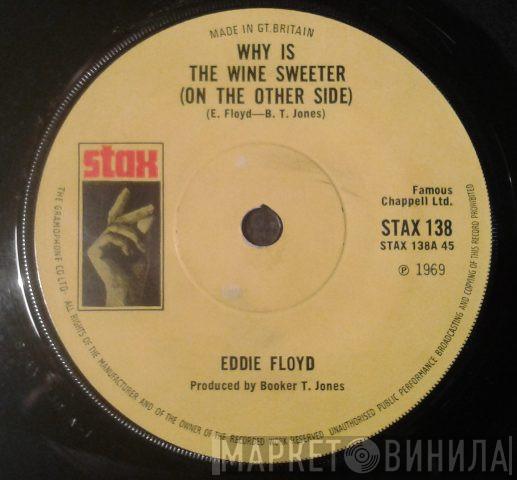 MADE IN GT. BRITAIN
WHY IS
THE WINE SWEETER
(ON THE OTHER SIDE)
(E. Floyd—B. T. Jones)
stax
Famous
Chappell Ltd.
STAX 138
STAX 138A 45
℗ 1969
EDDIE FLOYD
Produced by Booker T. Jones
THE GRAMOPHONE CO LTD · ALL RIGHTS OF THE MANUFACTURER AND OF THE OWNER OF THE RECORDED WORK RESERVED · UNAUTHORISED PUBLIC PERFORMANCE BROADCASTING AND COPYING OF THIS RECORD PROHIBITED
МАРКЕТ ВИНИЛА